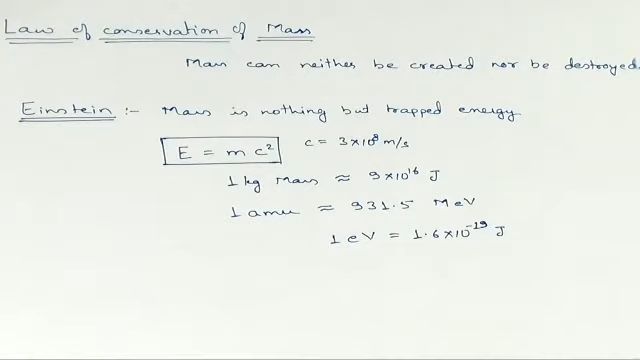 Law of conservation of Mass
Mass can neither be created nor be destroyed.
Einstein :- Mass is nothing but trapped energy
E = mc² c = 3×10⁸ m/s
1 kg Mass ≈ 9×10¹⁶ J
1 amu ≈ 931.5 MeV
1 eV = 1.6×10⁻¹⁹ J